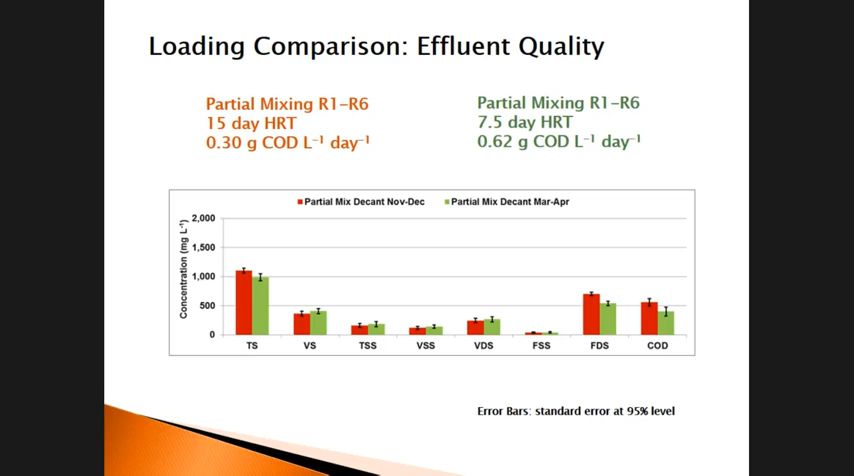 Loading Comparison: Effluent Quality
Partial Mixing R1-R6
15 day HRT
0.30 g COD L⁻¹ day⁻¹
Partial Mixing R1-R6
7.5 day HRT
0.62 g COD L⁻¹ day⁻¹
Partial Mix Decant Nov-Dec
Partial Mix Decant Mar-Apr
Concentration (mg L⁻¹)
2,000
1,500
1,000
500
0
TS VS TSS VSS VDS FSS FDS COD
Error Bars: standard error at 95% level